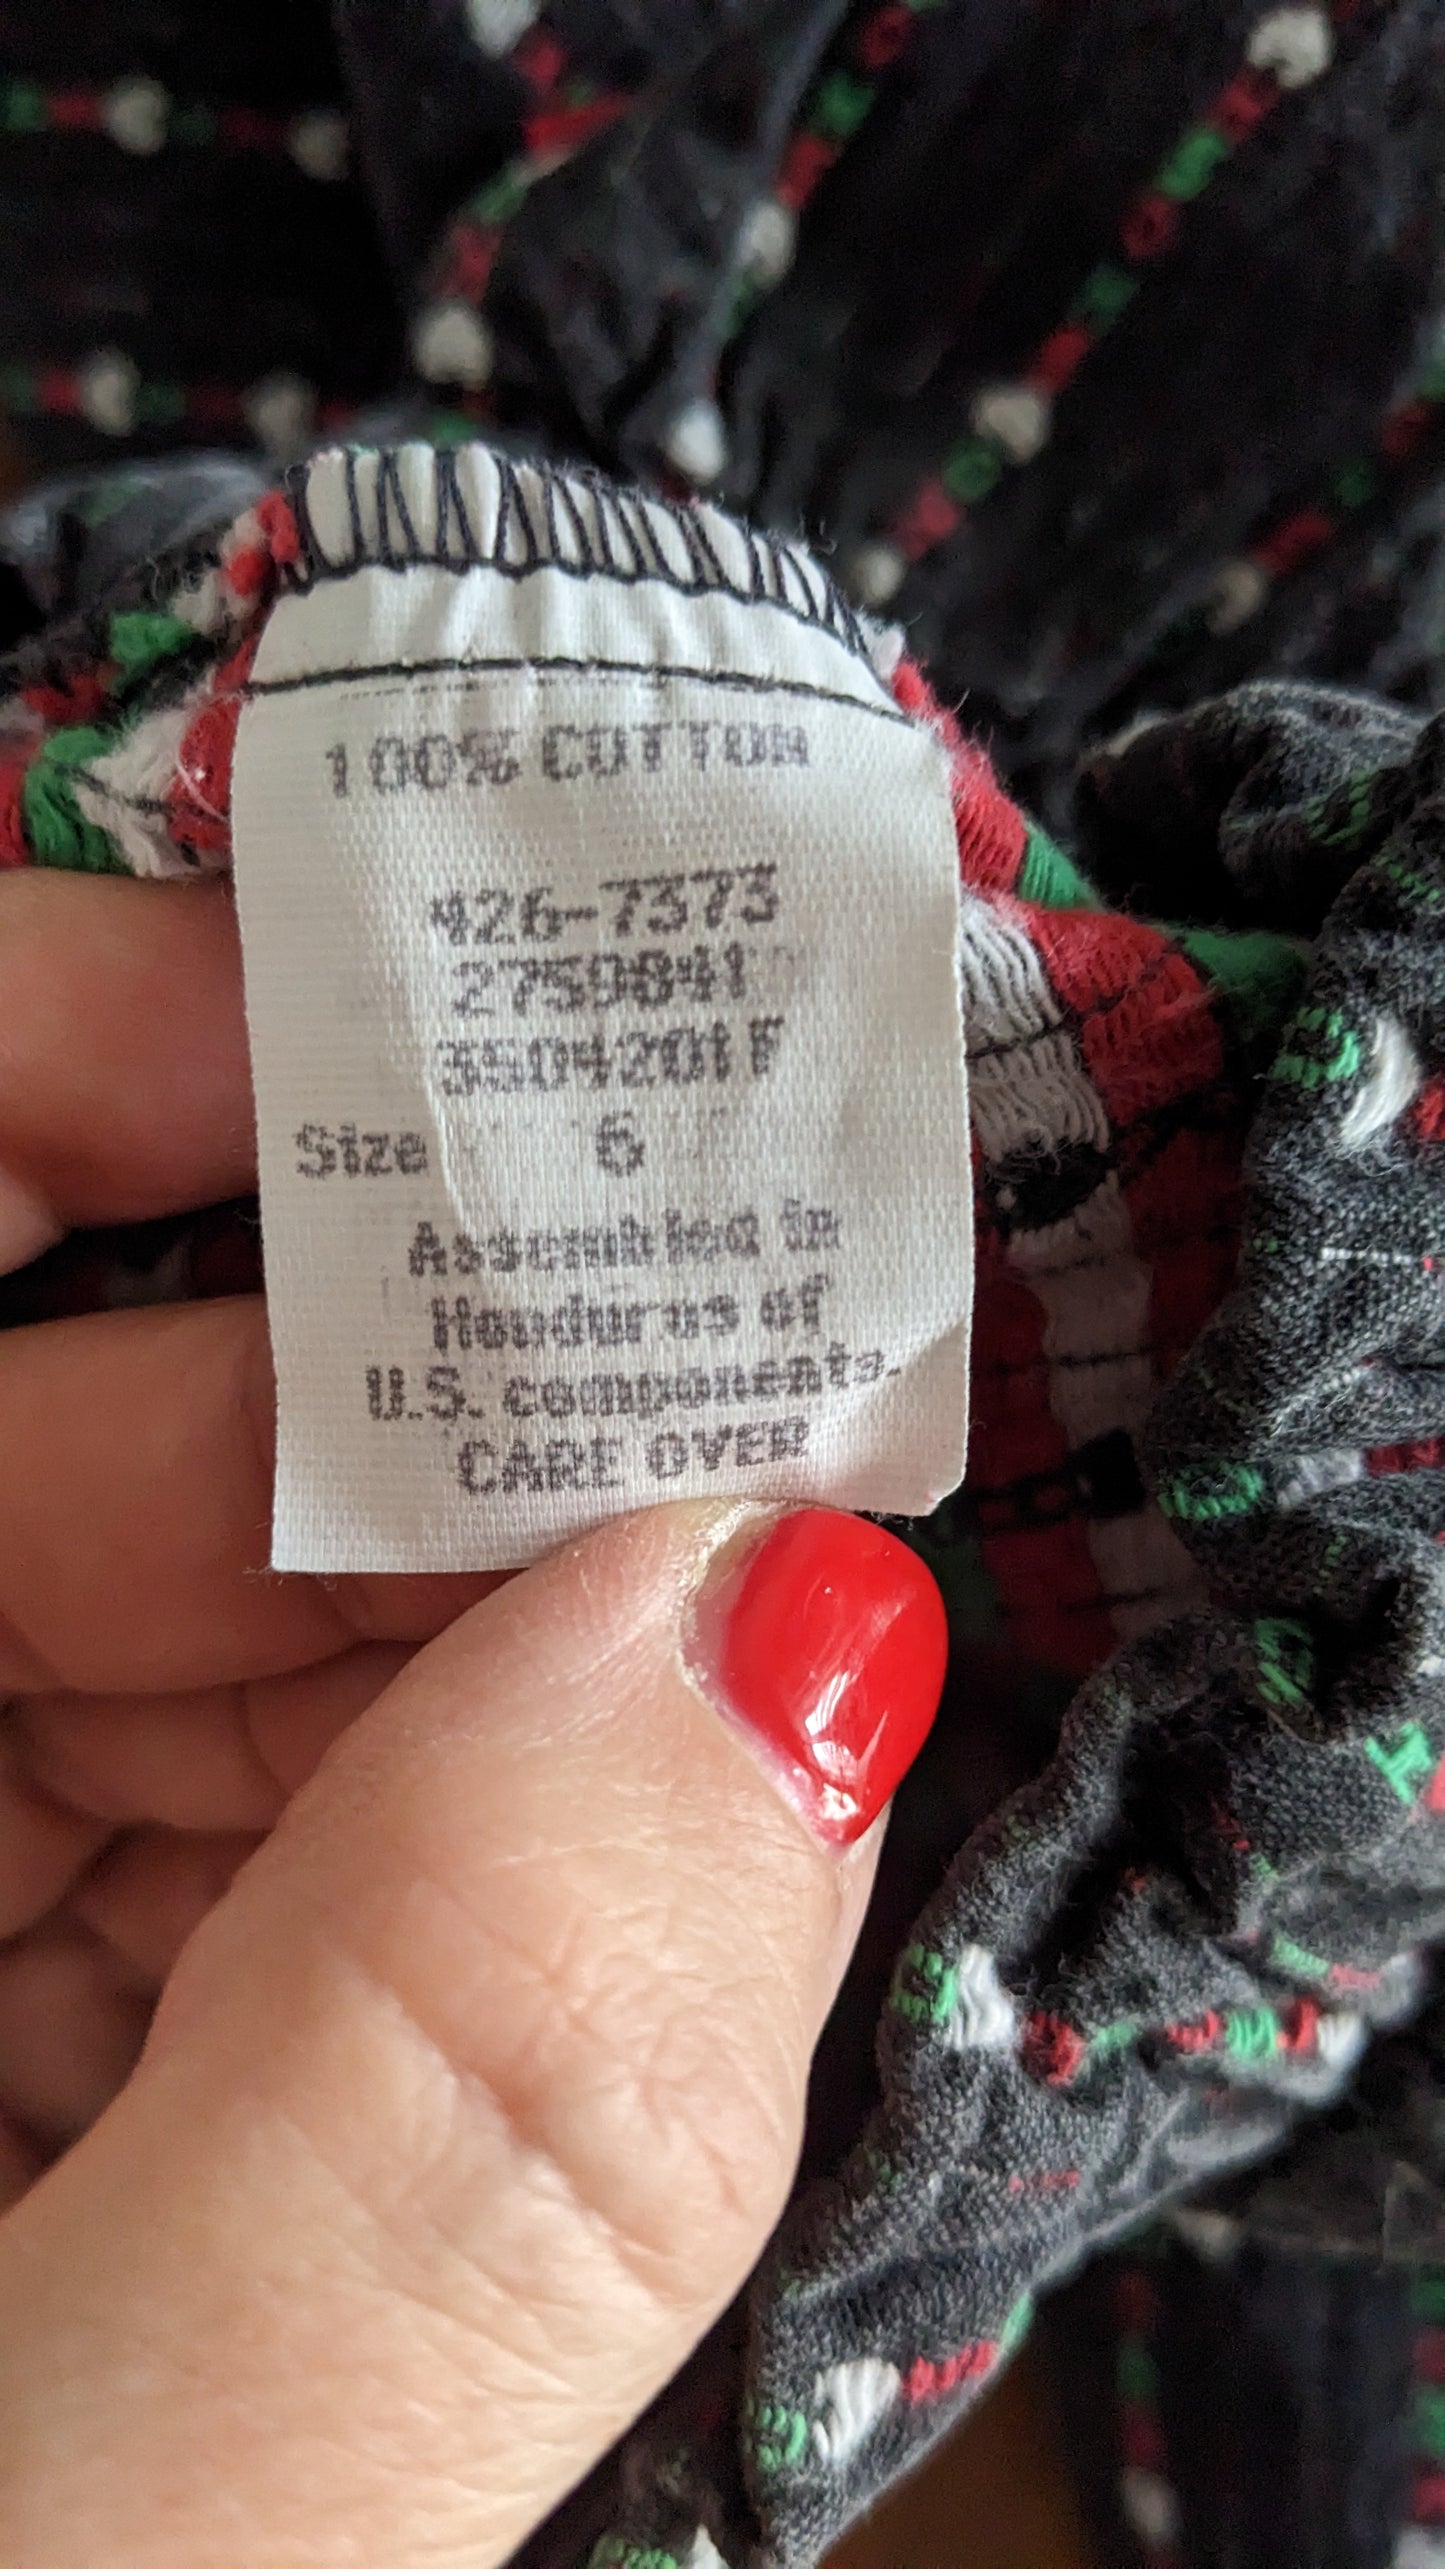 100% COTTON
426-7373
2759841
3504201F
Size 6
Assembled in
Honduras of
U.S. components.
CARE OVER